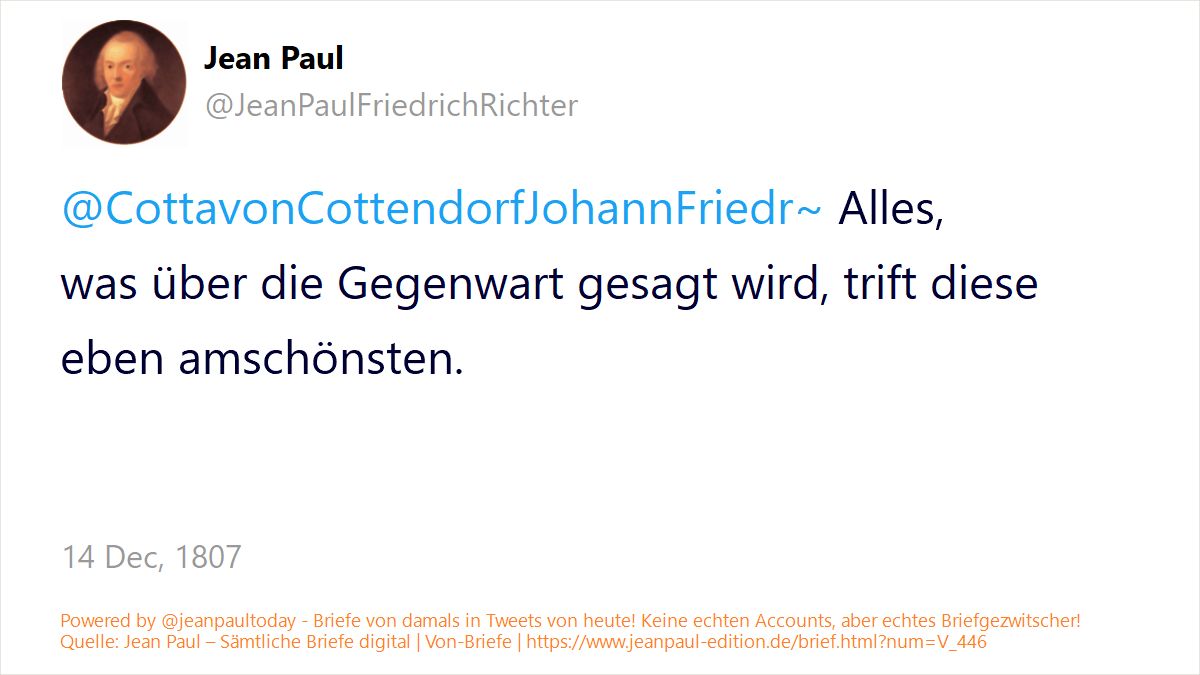 Jean Paul
@JeanPaulFriedrichRichter
@CottavonCottendorfJohannFriedr~ Alles,
was über die Gegenwart gesagt wird, trift diese
eben amschönsten.
14 Dec, 1807
Powered by @jeanpaultoday - Briefe von damals in Tweets von heute! Keine echten Accounts, aber echtes Briefgezwitscher!
Quelle: Jean Paul – Sämtliche Briefe digital | Von-Briefe | https://www.jeanpaul-edition.de/brief.html?num=V_446